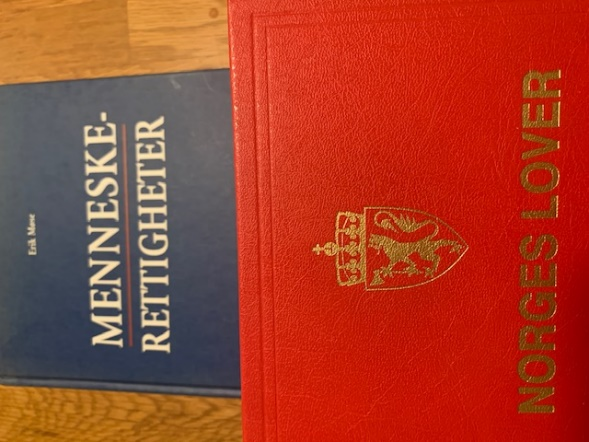 Erik Møse
MENNESKE-
RETTIGHETER
NORGES LOVER